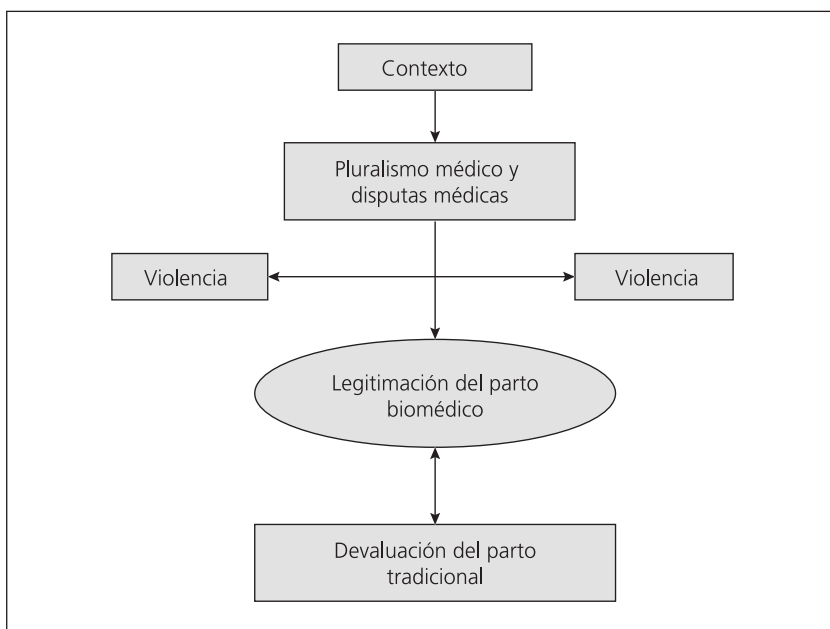 Contexto
Pluralismo médico y
disputas médicas
Violencia
Violencia
Legitimación del parto
biomédico
Devaluación del parto
tradicional